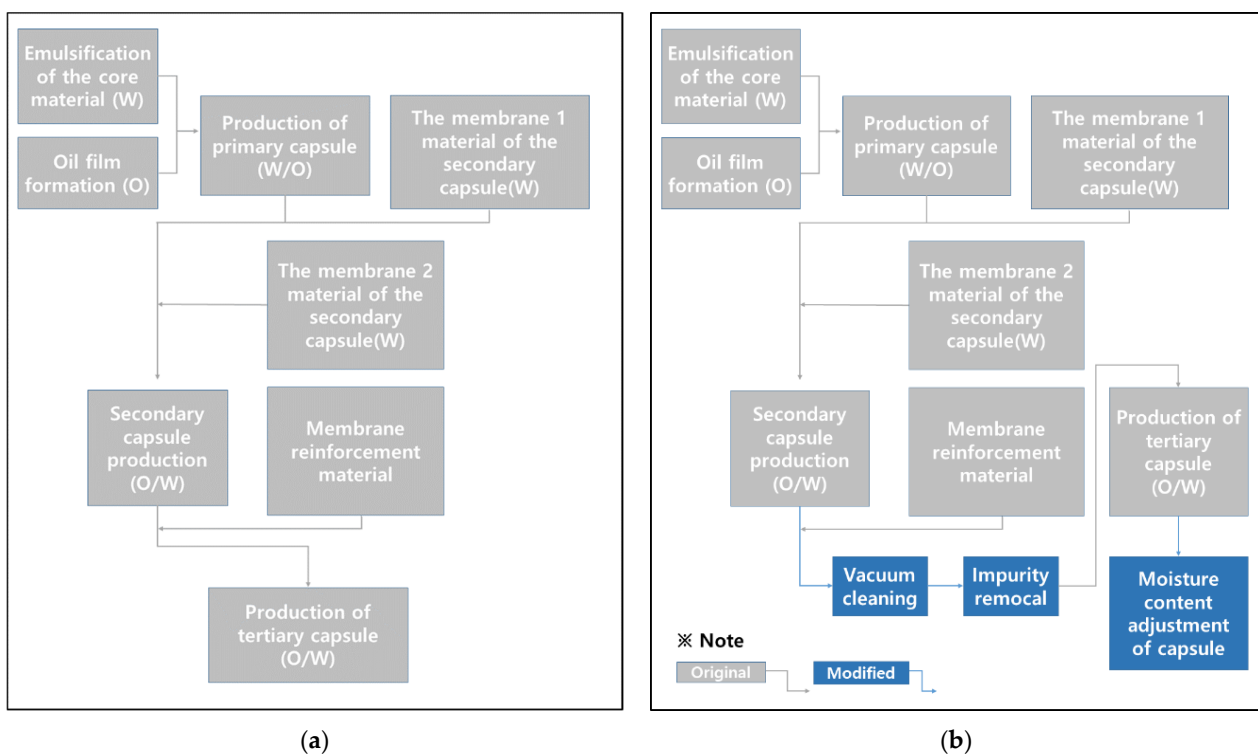 Emulsification
of the core
material (W)
Oil film
formation (O)
Production of
primary capsule
(W/O)
The membrane 1
material of the
secondary
capsule(W)
The membrane 2
material of the
secondary
capsule(W)
Secondary
capsule
production
(O/W)
Membrane
reinforcement
material
Production of
tertiary capsule
(O/W)
(a)
Emulsification
of the core
material (W)
Oil film
formation (O)
Production of
primary capsule
(W/O)
The membrane 1
material of the
secondary
capsule(W)
The membrane 2
material of the
secondary
capsule(W)
Secondary
capsule
production
(O/W)
Membrane
reinforcement
material
Production of
tertiary
capsule
(O/W)
Vacuum
cleaning
Impurity
remocal
Moisture
content
adjustment
of capsule
※ Note
Original
Modified
(b)